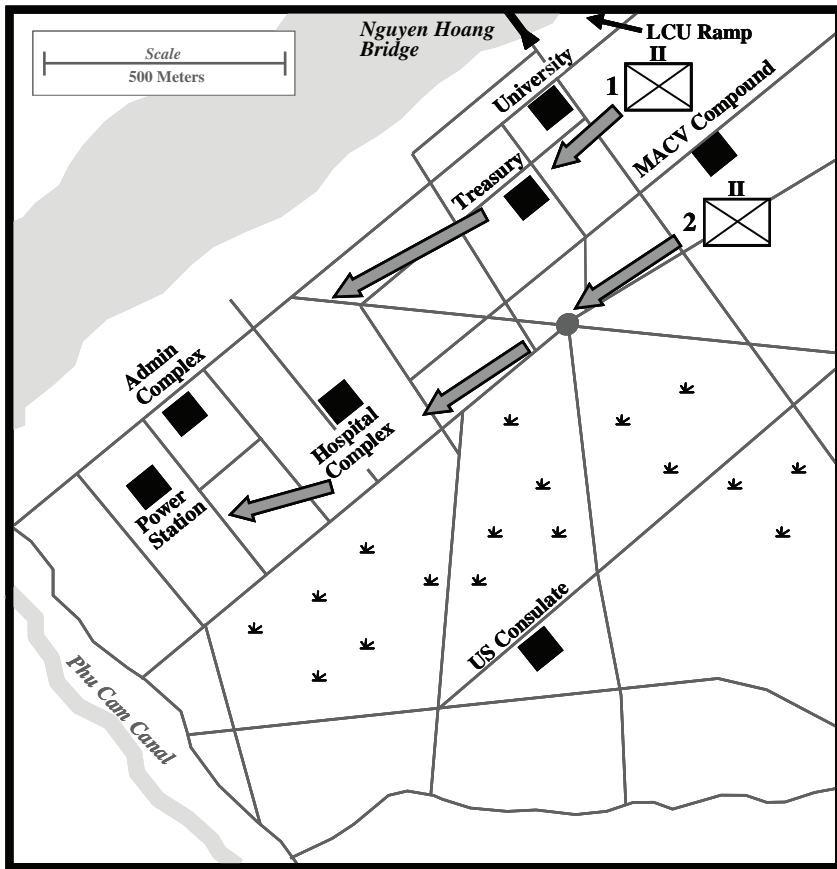 Nguyen Hoang
Bridge
LCU Ramp
Scale
500 Meters
University
II
1
MACV Compound
Treasury
II
2
Admin
Complex
Hospital
Complex
Power
Station
US Consulate
Phu Cam Canal